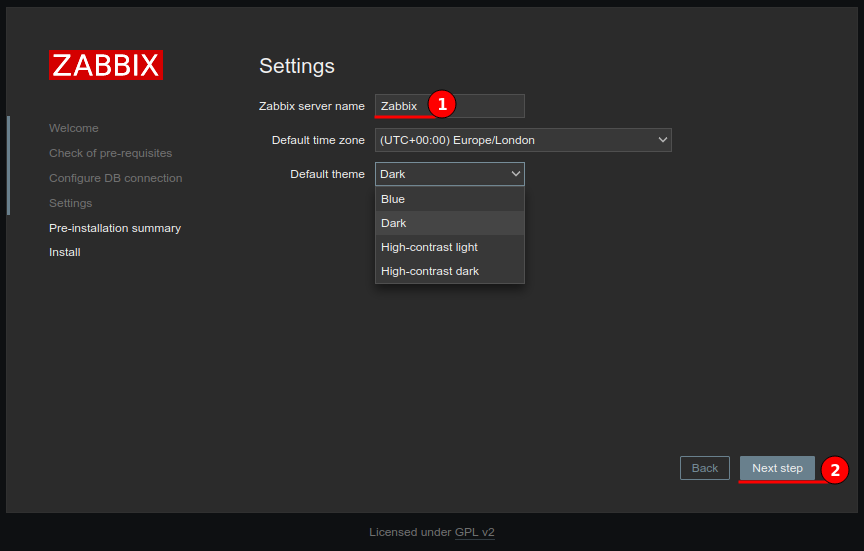 ZABBIX
Welcome
Check of pre-requisites
Configure DB connection
Settings
Pre-installation summary
Install
Settings
Zabbix server name Zabbix 1
Default time zone (UTC+00:00) Europe/London
Default theme Dark
Blue
Dark
High-contrast light
High-contrast dark
Back Next step 2
Licensed under GPL v2